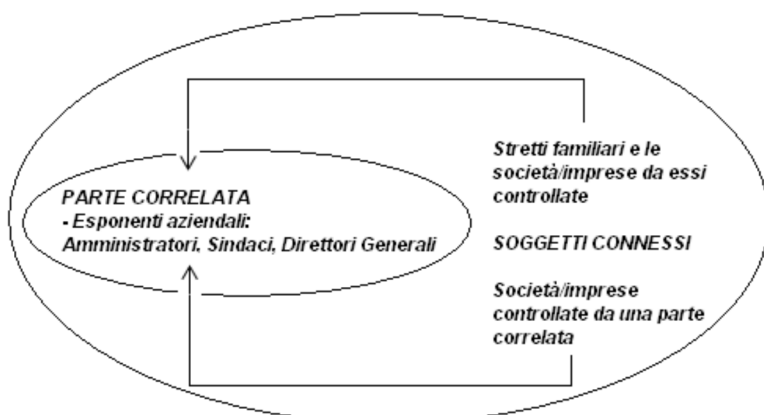 Stretti familiari e le
società/imprese da essi
controllate
PARTE CORRELATA
- Esponenti aziendali:
Amministratori, Sindaci, Direttori Generali
SOGGETTI CONNESSI
Società/imprese
controllate da una parte
correlata